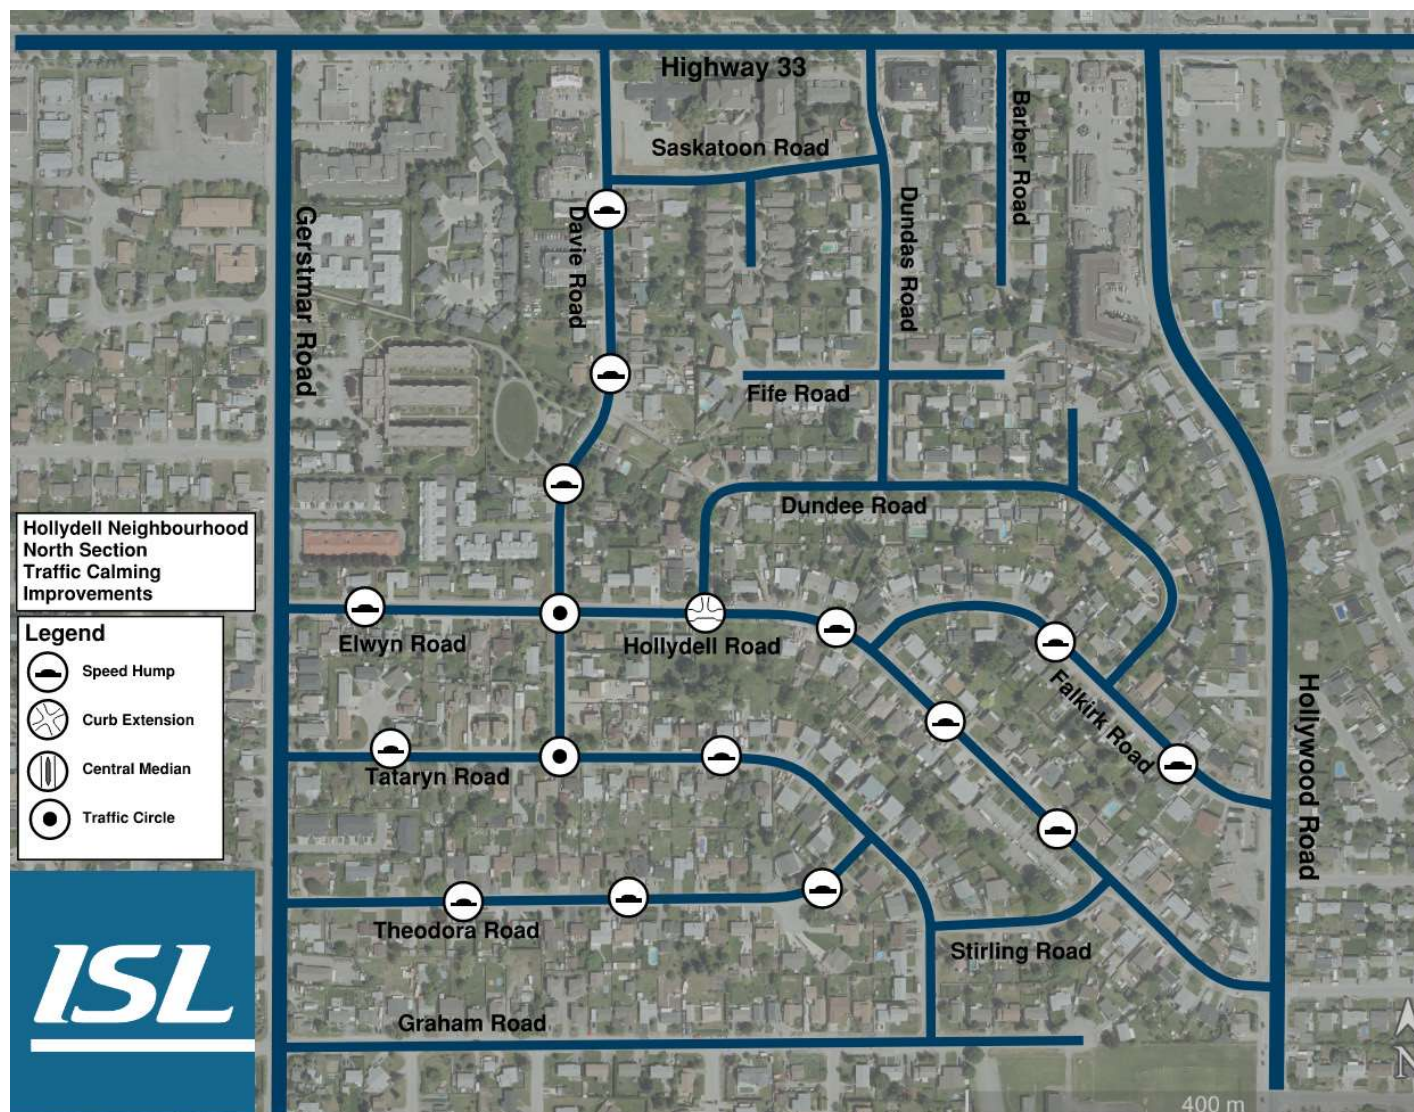 Highway 33
Saskatoon Road
Barber Road
Dundas Road
Davie Road
Gerstmar Road
Fife Road
Dundee Road
Hollydell Neighbourhood
North Section
Traffic Calming
Improvements
Legend
Speed Hump
Curb Extension
Central Median
Traffic Circle
Elwyn Road
Hollydell Road
Falkirk Road
Hollywood Road
Tataryn Road
Theodora Road
Stirling Road
Graham Road
ISL
N
400 m